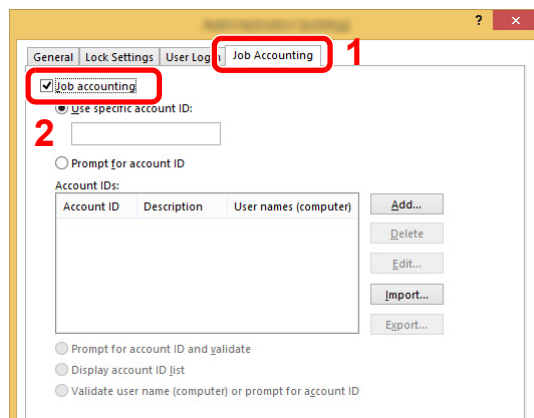 ?
General Lock Settings User Login Job Accounting 1
Job accounting
Use specific account ID:
2
Prompt for account ID
Account IDs:
Account ID Description User names (computer) Add...
Delete
Edit...
Import...
Export...
Prompt for account ID and validate
Display account ID list
Validate user name (computer) or prompt for account ID